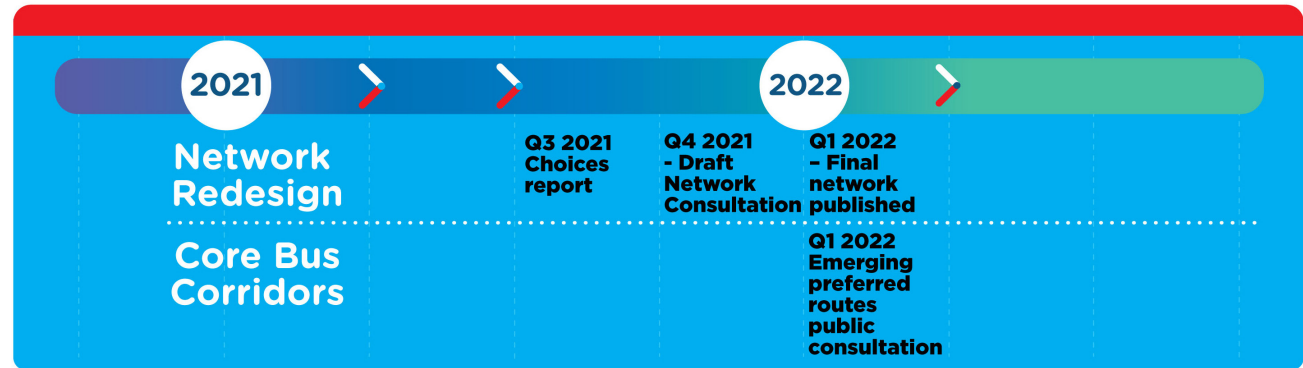 2021
2022
Network
Redesign
Q3 2021
Choices
report
Q4 2021
- Draft
Network
Consultation
Q1 2022
– Final
network
published
Core Bus
Corridors
Q1 2022
Emerging
preferred
routes
public
consultation